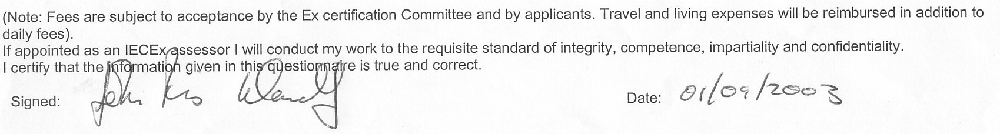 (Note: Fees are subject to acceptance by the Ex certification Committee and by applicants. Travel and living expenses will be reimbursed in addition to
daily fees).
If appointed as an IECEx assessor I will conduct my work to the requisite standard of integrity, competence, impartiality and confidentiality.
I certify that the information given in this questionnaire is true and correct.
Signed: John Date: 01/09/2003